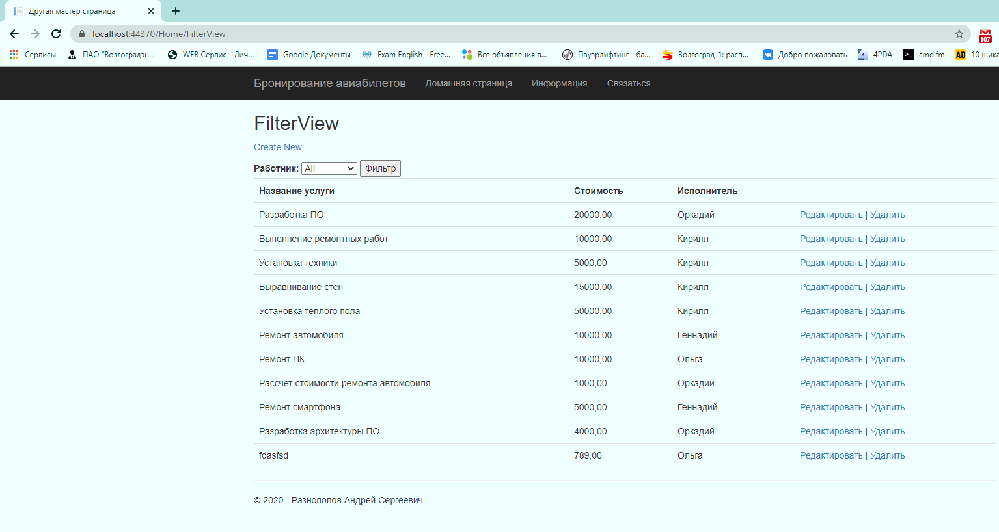 Другая мастер страница
localhost:44370/Home/FilterView
107
Сервисы ПАО "Волгоградэн... WEB Сервис - Лич... Google Документы Exam English - Free... Все объявления в... Пауэрлифтинг - ба... Волгоград-1: расп... Добро пожаловать 4PDA cmd.fm AD 10 шика
Бронирование авиабилетов Домашняя страница Информация Связаться
FilterView
Create New
Работник: All Фильтр
Название услуги Стоимость Исполнитель
Разработка ПО 20000,00 Оркадий Редактировать | Удалить
Выполнение ремонтных работ 10000,00 Кирилл Редактировать | Удалить
Установка техники 5000,00 Кирилл Редактировать | Удалить
Выравнивание стен 15000,00 Кирилл Редактировать | Удалить
Установка теплого пола 50000,00 Кирилл Редактировать | Удалить
Ремонт автомобиля 10000,00 Геннадий Редактировать | Удалить
Ремонт ПК 10000,00 Ольга Редактировать | Удалить
Рассчет стоимости ремонта автомобиля 1000,00 Оркадий Редактировать | Удалить
Ремонт смартфона 5000,00 Геннадий Редактировать | Удалить
Разработка архитектуры ПО 4000,00 Оркадий Редактировать | Удалить
fdasfsd 789,00 Ольга Редактировать | Удалить
© 2020 - Разнополов Андрей Сергеевич